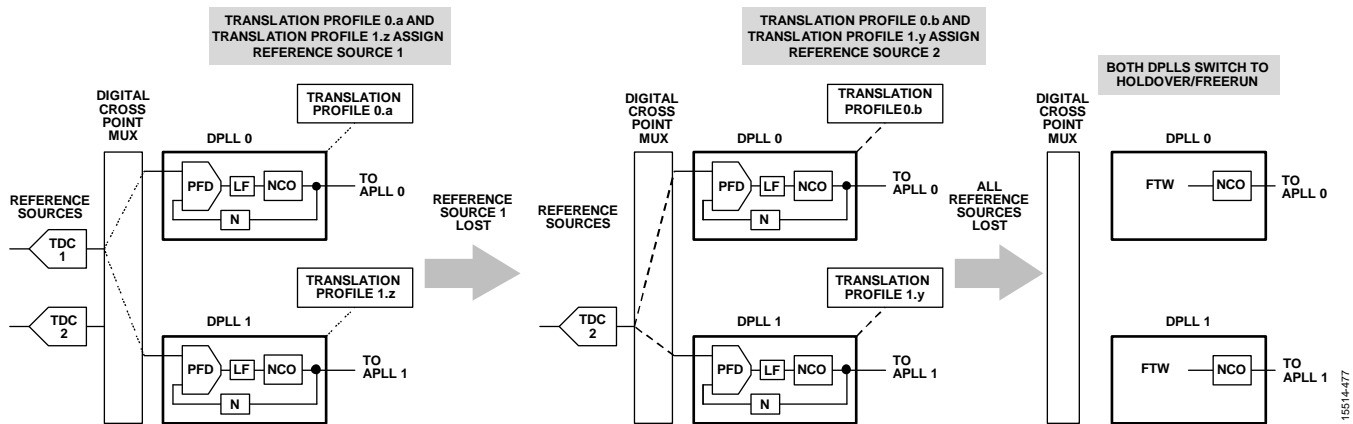 TRANSLATION PROFILE 0.a AND
TRANSLATION PROFILE 1.z ASSIGN
REFERENCE SOURCE 1
DIGITAL
CROSS
POINT
MUX
TRANSLATION
PROFILE 0.a
DPLL 0
PFD
LF
NCO
N
TO
APLL 0
REFERENCE
SOURCES
TDC
1
TDC
2
TRANSLATION
PROFILE 1.z
DPLL 1
PFD
LF
NCO
N
TO
APLL 1
REFERENCE
SOURCE 1
LOST
TRANSLATION PROFILE 0.b AND
TRANSLATION PROFILE 1.y ASSIGN
REFERENCE SOURCE 2
DIGITAL
CROSS
POINT
MUX
TRANSLATION
PROFILE 0.b
DPLL 0
PFD
LF
NCO
N
TO
APLL 0
REFERENCE
SOURCES
TDC
2
TRANSLATION
PROFILE 1.y
DPLL 1
PFD
LF
NCO
N
TO
APLL 1
ALL
REFERENCE
SOURCES
LOST
BOTH DPLLS SWITCH TO
HOLDOVER/FREERUN
DIGITAL
CROSS
POINT
MUX
DPLL 0
FTW
NCO
TO
APLL 0
DPLL 1
FTW
NCO
TO
APLL 1
15514-477